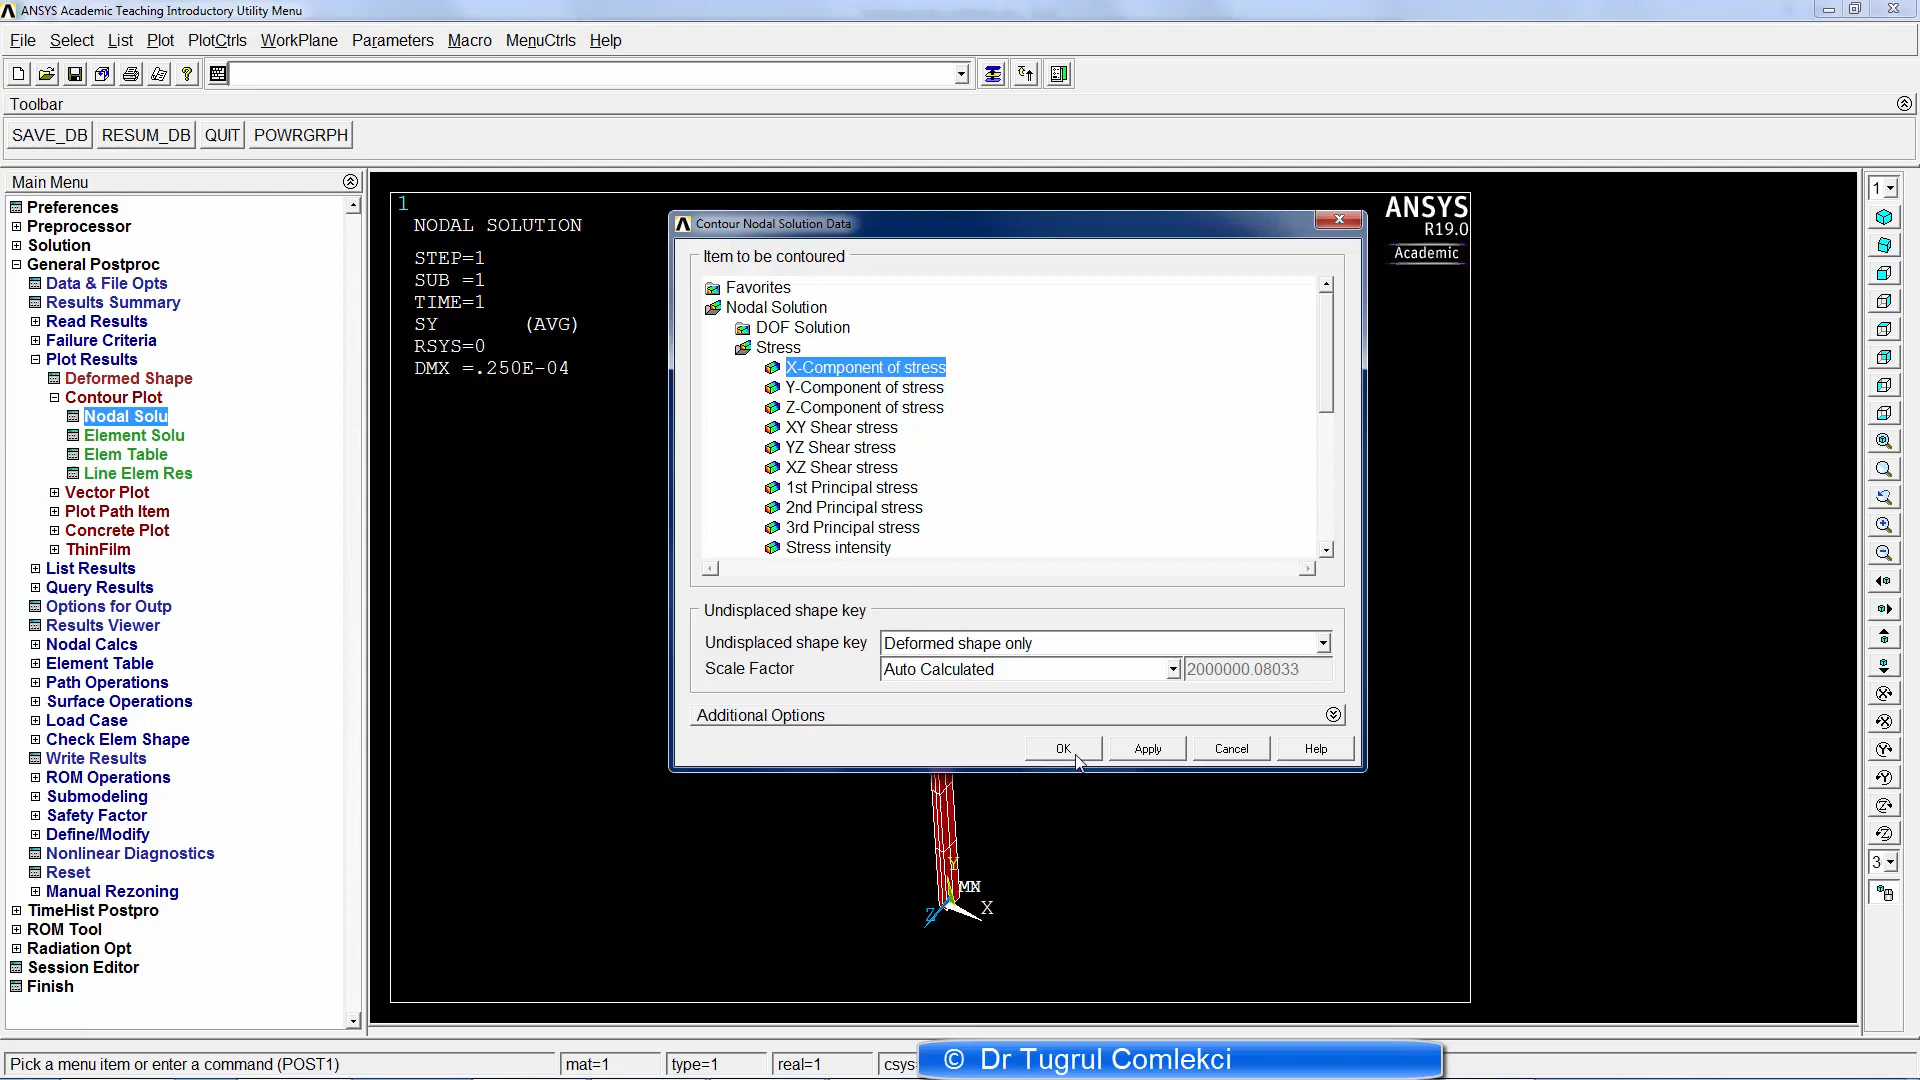 ANSYS Academic Teaching Introductory Utility Menu
File Select List Plot PlotCtrls WorkPlane Parameters Macro MenuCtrls Help
Toolbar
SAVE_DB RESUM_DB QUIT POWRGRPH
Main Menu
Preferences
Preprocessor
Solution
General Postproc
Data & File Opts
Results Summary
Read Results
Failure Criteria
Plot Results
Deformed Shape
Contour Plot
Nodal Solu
Element Solu
Elem Table
Line Elem Res
Vector Plot
Plot Path Item
Concrete Plot
ThinFilm
List Results
Query Results
Options for Outp
Results Viewer
Nodal Calcs
Element Table
Path Operations
Surface Operations
Load Case
Check Elem Shape
Write Results
ROM Operations
Submodeling
Safety Factor
Define/Modify
Nonlinear Diagnostics
Reset
Manual Rezoning
TimeHist Postpro
ROM Tool
Radiation Opt
Session Editor
Finish
1
NODAL SOLUTION
STEP=1
SUB =1
TIME=1
SY (AVG)
RSYS=0
DMX =.250E-04
ANSYS
R19.0
Academic
Contour Nodal Solution Data
Item to be contoured
Favorites
Nodal Solution
DOF Solution
Stress
X-Component of stress
Y-Component of stress
Z-Component of stress
XY Shear stress
YZ Shear stress
XZ Shear stress
1st Principal stress
2nd Principal stress
3rd Principal stress
Stress intensity
Undisplaced shape key
Undisplaced shape key Deformed shape only
Scale Factor Auto Calculated 2000000.08033
Additional Options
OK Apply Cancel Help
Y
MX
Z X
1
3
Pick a menu item or enter a command (POST1) mat=1 type=1 real=1 csys=
© Dr Tugrul Comlekci